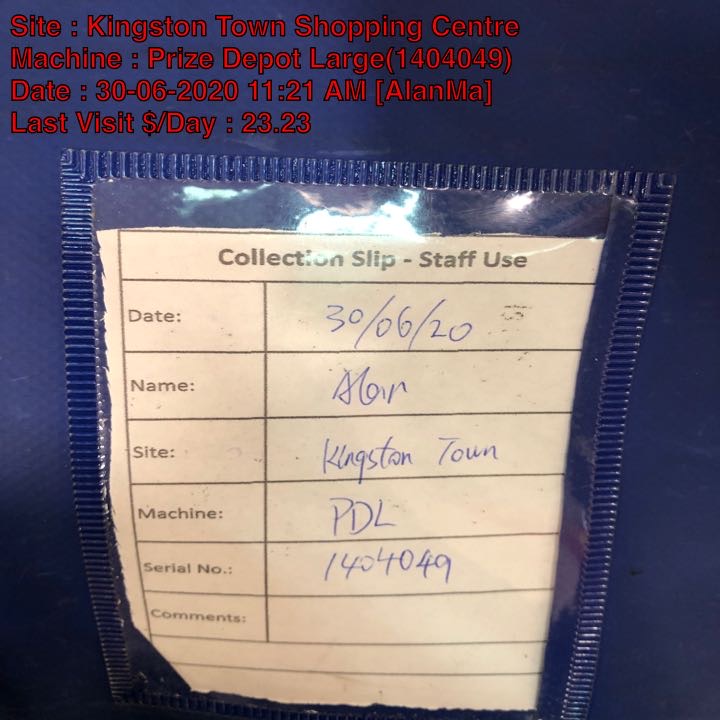 Site : Kingston Town Shopping Centre
Machine : Prize Depot Large(1404049)
Date : 30-06-2020 11:21 AM [AlanMa]
Last Visit $/Day : 23.23
Collection Slip - Staff Use
Date: 30/06/20
Name: Alan
Site: Kingston Town
Machine: PDL
Serial No.: 1404049
Comments: